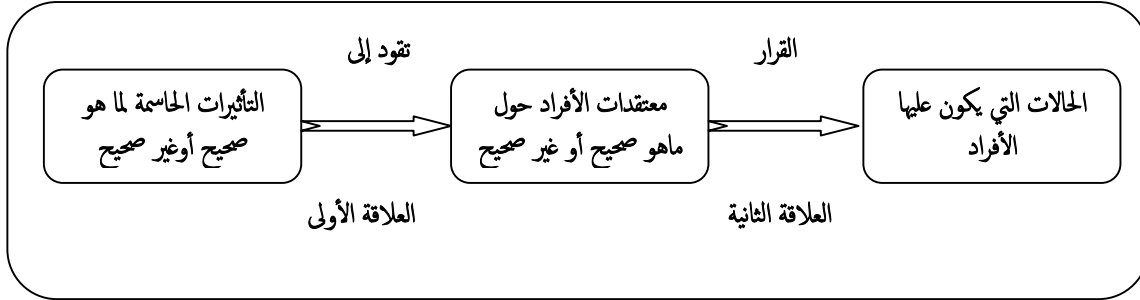 القرار
تقود إلى
الحالات التي يكون عليها
الأفراد
معتقدات الأفراد حول
ماهو صحيح أو غير صحيح
التأثيرات الحاسمة لما هو
صحيح أوغير صحيح
العلاقة الثانية
العلاقة الأولى